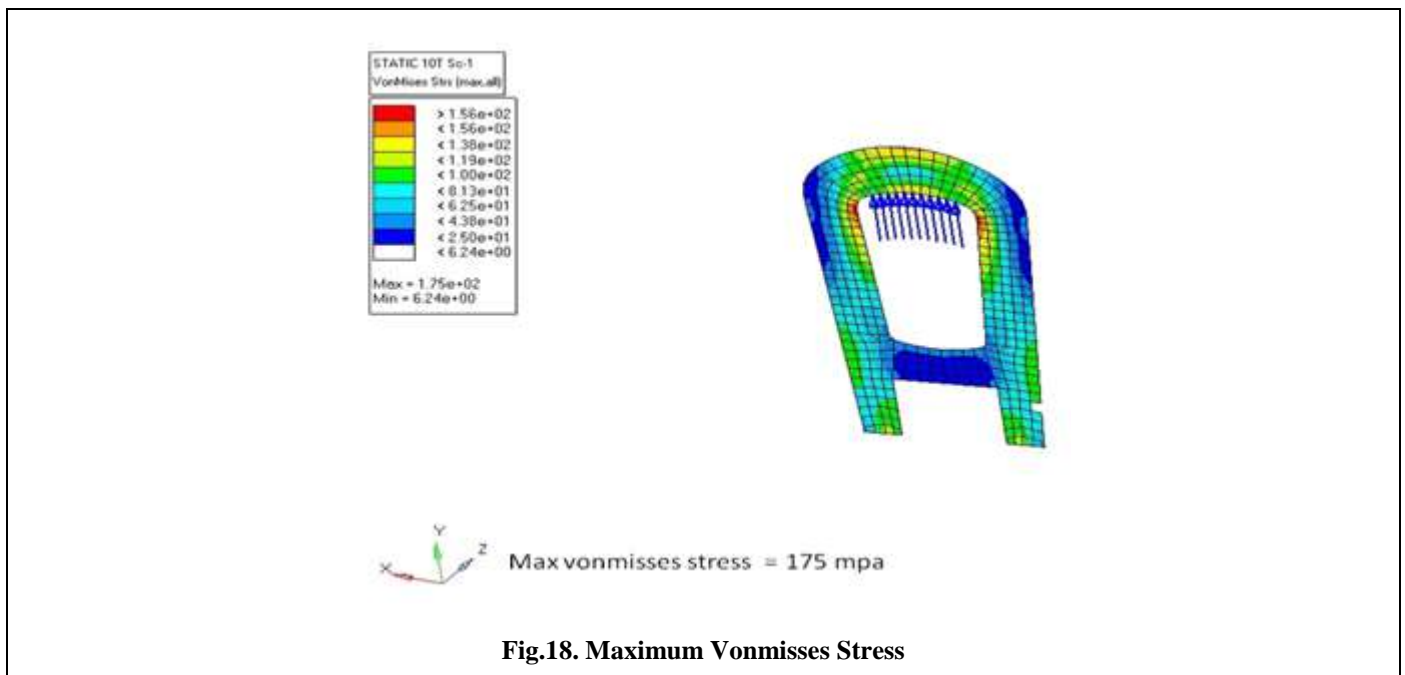 STATIC 10T Sc-1
VonMises Strs (max.all)
> 1.56e+02
< 1.56e+02
< 1.38e+02
< 1.19e+02
< 1.00e+02
< 8.13e+01
< 6.25e+01
< 4.38e+01
< 2.50e+01
< 6.24e+00
Max = 1.75e+02
Min = 6.24e+00
Y
Z
X
Max vonmisses stress = 175 mpa
Fig.18. Maximum Vonmisses Stress